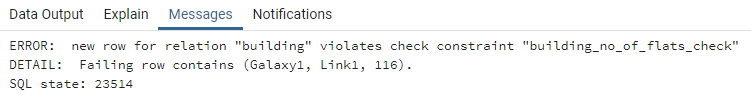 Data Output Explain Messages Notifications
ERROR:  new row for relation "building" violates check constraint "building_no_of_flats_check"
DETAIL:  Failing row contains (Galaxy1, Link1, 116).
SQL state: 23514